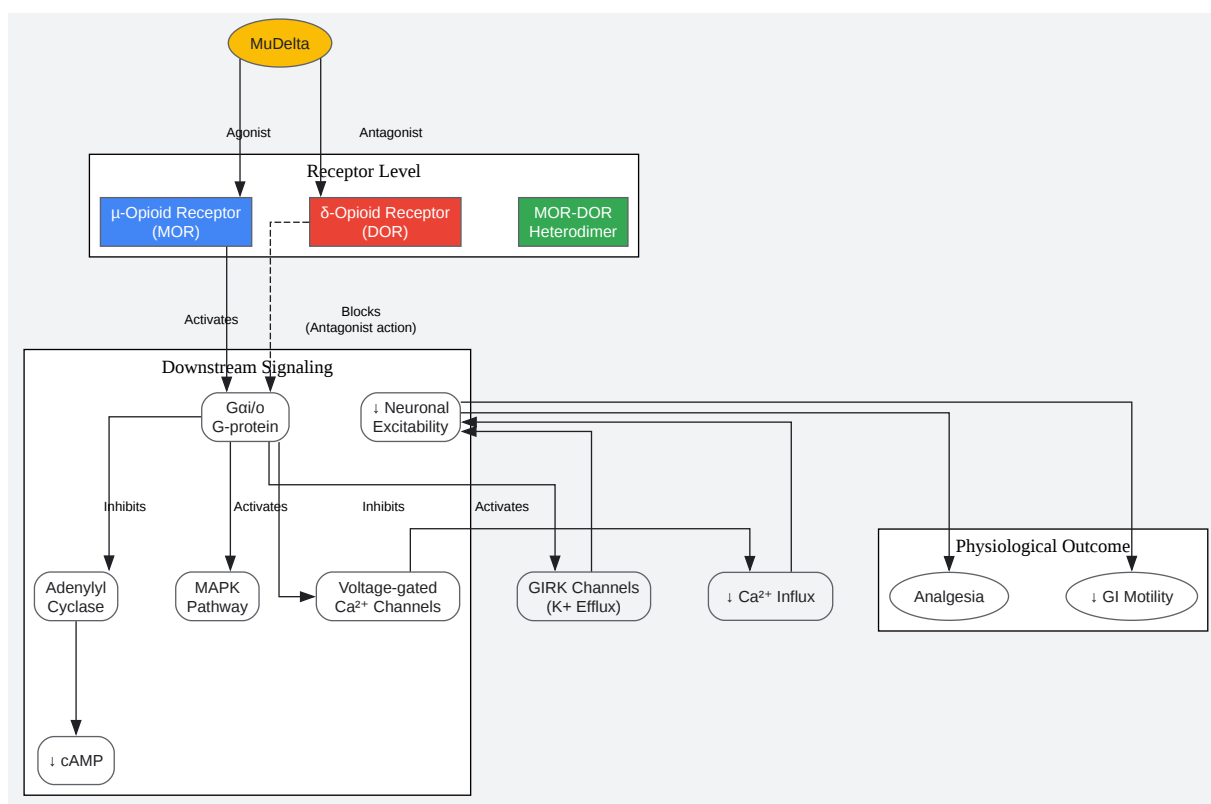 MuDelta
Agonist
Antagonist
Receptor Level
µ-Opioid Receptor
(MOR)
δ-Opioid Receptor
(DOR)
MOR-DOR
Heterodimer
Activates
Blocks
(Antagonist action)
Downstream Signaling
Gαi/o
G-protein
↓ Neuronal
Excitability
Inhibits
Activates
Inhibits
Activates
Physiological Outcome
Adenylyl
Cyclase
MAPK
Pathway
Voltage-gated
Ca²⁺ Channels
GIRK Channels
(K+ Efflux)
↓ Ca²⁺ Influx
Analgesia
↓ GI Motility
↓ cAMP